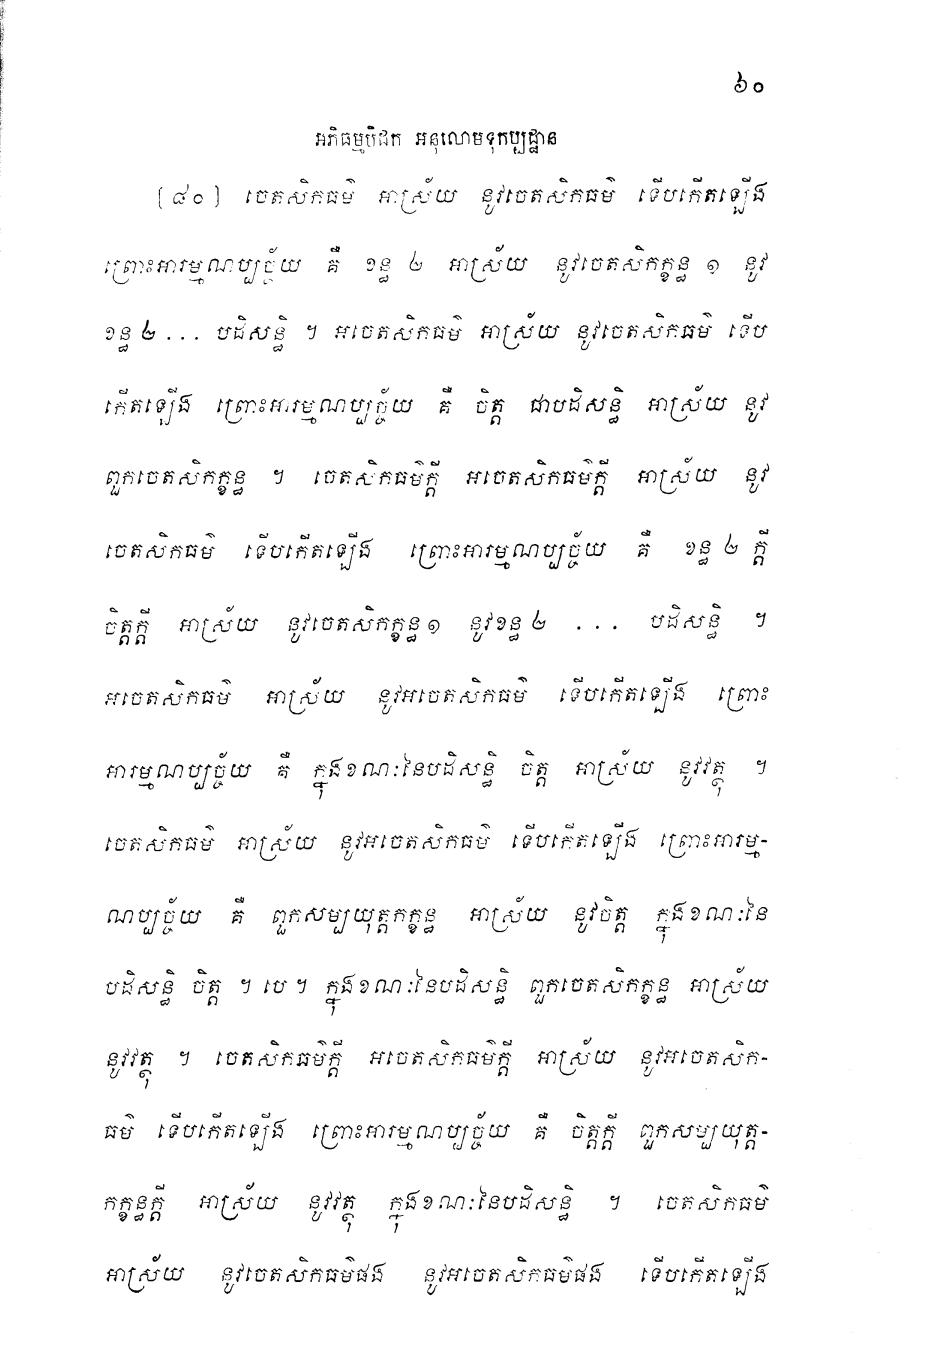 ៦០
អភិធម្មបិដក អនុលោមទុកប្បដ្ឋាន
[៤០] ចេតសិកធម៌ អាស្រ័យ នូវចេតសិកធម៌ ទើបកើតឡើង
ព្រោះអារម្មណប្បច្ច័យ គឺ ខន្ធ ២ អាស្រ័យ នូវចេតសិកក្ខន្ធ ១ នូវ
ខន្ធ ២ ... បដិសន្ធិ ។ អចេតសិកធម៌ អាស្រ័យ នូវចេតសិកធម៌ ទើប
កើតឡើង ព្រោះអារម្មណប្បច្ច័យ គឺ ចិត្ត ជាបដិសន្ធិ អាស្រ័យ នូវ
ពួកចេតសិកក្ខន្ធ ។ ចេតសិកធម៌ក្តី អចេតសិកធម៌ក្តី អាស្រ័យ នូវ
ចេតសិកធម៌ ទើបកើតឡើង ព្រោះអារម្មណប្បច្ច័យ គឺ ខន្ធ ២ ក្តី
ចិត្តក្តី អាស្រ័យ នូវចេតសិកក្ខន្ធ ១ នូវខន្ធ ២ ... បដិសន្ធិ ។
អចេតសិកធម៌ អាស្រ័យ នូវអចេតសិកធម៌ ទើបកើតឡើង ព្រោះ
អារម្មណប្បច្ច័យ គឺ ក្នុងខណៈនៃបដិសន្ធិ ចិត្ត អាស្រ័យ នូវវត្ថុ ។
ចេតសិកធម៌ អាស្រ័យ នូវអចេតសិកធម៌ ទើបកើតឡើង ព្រោះអារម្ម-
ណប្បច្ច័យ គឺ ពួកសម្បយុត្តកក្ខន្ធ អាស្រ័យ នូវចិត្ត ក្នុងខណៈនៃ
បដិសន្ធិ ចិត្ត ។ បេ ។ ក្នុងខណៈនៃបដិសន្ធិ ពួកចេតសិកក្ខន្ធ អាស្រ័យ
នូវវត្ថុ ។ ចេតសិកធម៌ក្តី អចេតសិកធម៌ក្តី អាស្រ័យ នូវអចេតសិក-
ធម៌ ទើបកើតឡើង ព្រោះអារម្មណប្បច្ច័យ គឺ ចិត្តក្តី ពួកសម្បយុត្ត-
កក្ខន្ធក្តី អាស្រ័យ នូវវត្ថុ ក្នុងខណៈនៃបដិសន្ធិ ។ ចេតសិកធម៌
អាស្រ័យ នូវចេតសិកធម៌ផង នូវអចេតសិកធម៌ផង ទើបកើតឡើង